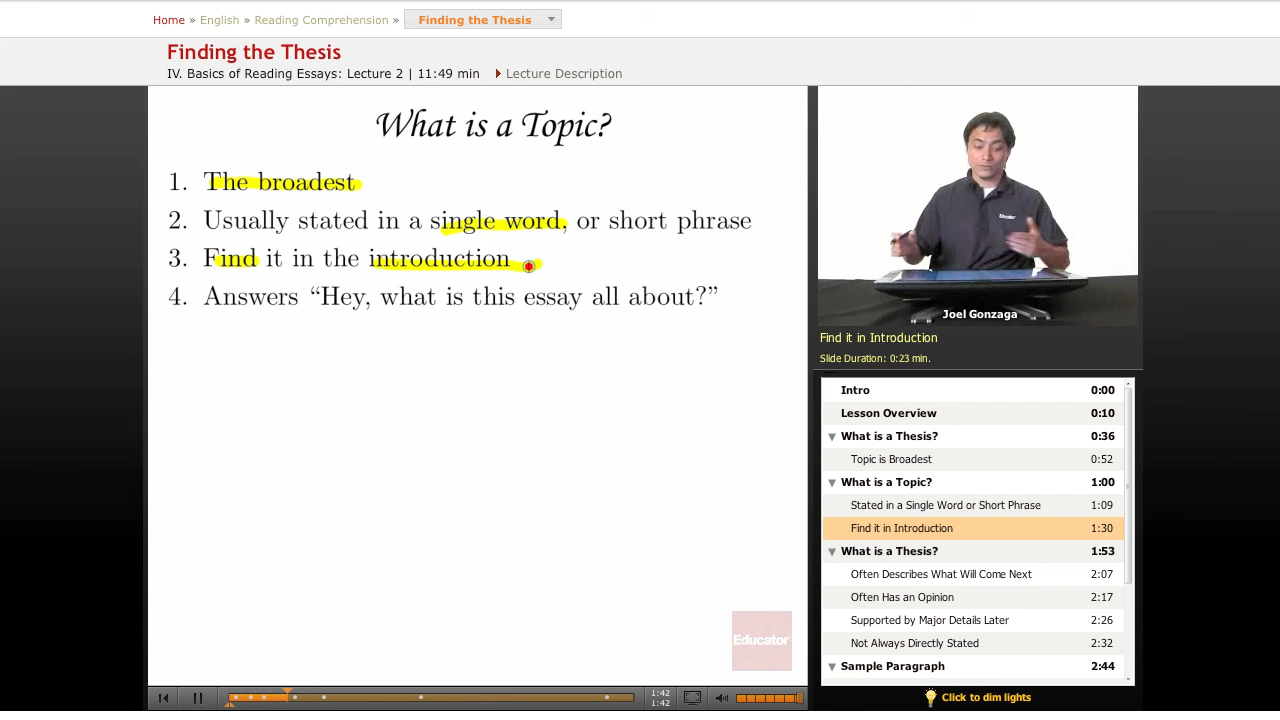 Home » English » Reading Comprehension » Finding the Thesis
Finding the Thesis
IV. Basics of Reading Essays: Lecture 2 | 11:49 min Lecture Description
What is a Topic?
1. The broadest
2. Usually stated in a single word, or short phrase
3. Find it in the introduction
4. Answers “Hey, what is this essay all about?”
Educator
Educator
Joel Gonzaga
Find it in Introduction
Slide Duration: 0:23 min.
Intro 0:00
Lesson Overview 0:10
▼ What is a Thesis? 0:36
Topic is Broadest 0:52
▼ What is a Topic? 1:00
Stated in a Single Word or Short Phrase 1:09
Find it in Introduction 1:30
▼ What is a Thesis? 1:53
Often Describes What Will Come Next 2:07
Often Has an Opinion 2:17
Supported by Major Details Later 2:26
Not Always Directly Stated 2:32
▼ Sample Paragraph 2:44
1:42
1:42
Click to dim lights